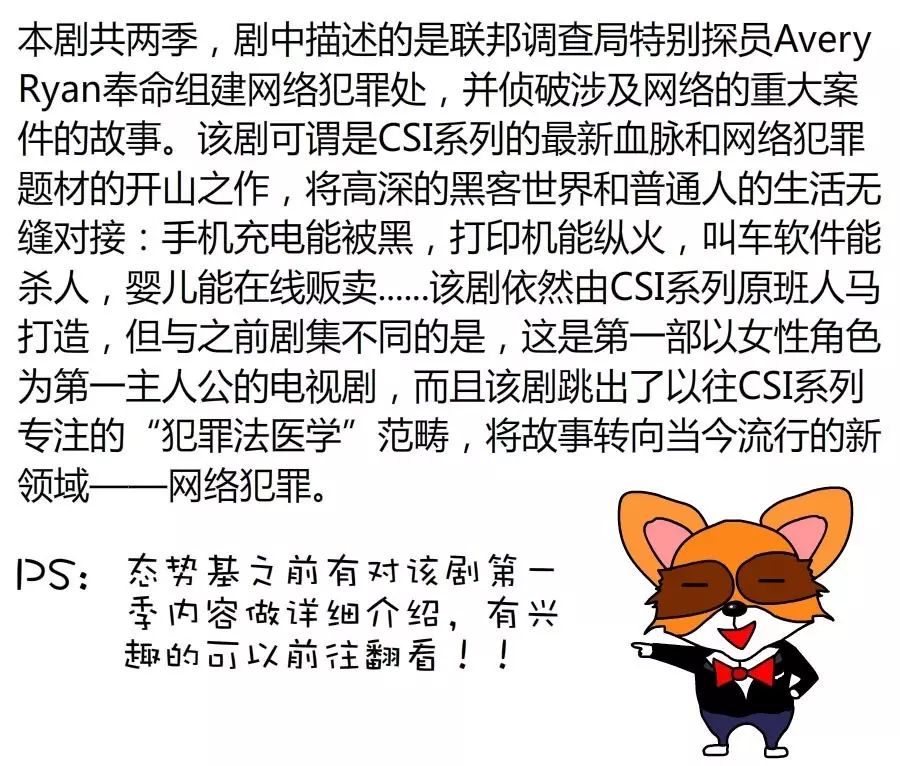 本剧共两季，剧中描述的是联邦调查局特别探员Avery
Ryan奉命组建网络犯罪处，并侦破涉及网络的重大案
件的故事。该剧可谓是CSI系列的最新血脉和网络犯罪
题材的开山之作，将高深的黑客世界和普通人的生活无
缝对接：手机充电能被黑，打印机能纵火，叫车软件能
杀人，婴儿能在线贩卖......该剧依然由CSI系列原班人马
打造，但与之前剧集不同的是，这是第一部以女性角色
为第一主人公的电视剧，而且该剧跳出了以往CSI系列
专注的“犯罪法医学”范畴，将故事转向当今流行的新
领域——网络犯罪。
PS：态势基之前有对该剧第一
季内容做详细介绍，有兴
趣的可以前往翻看！！